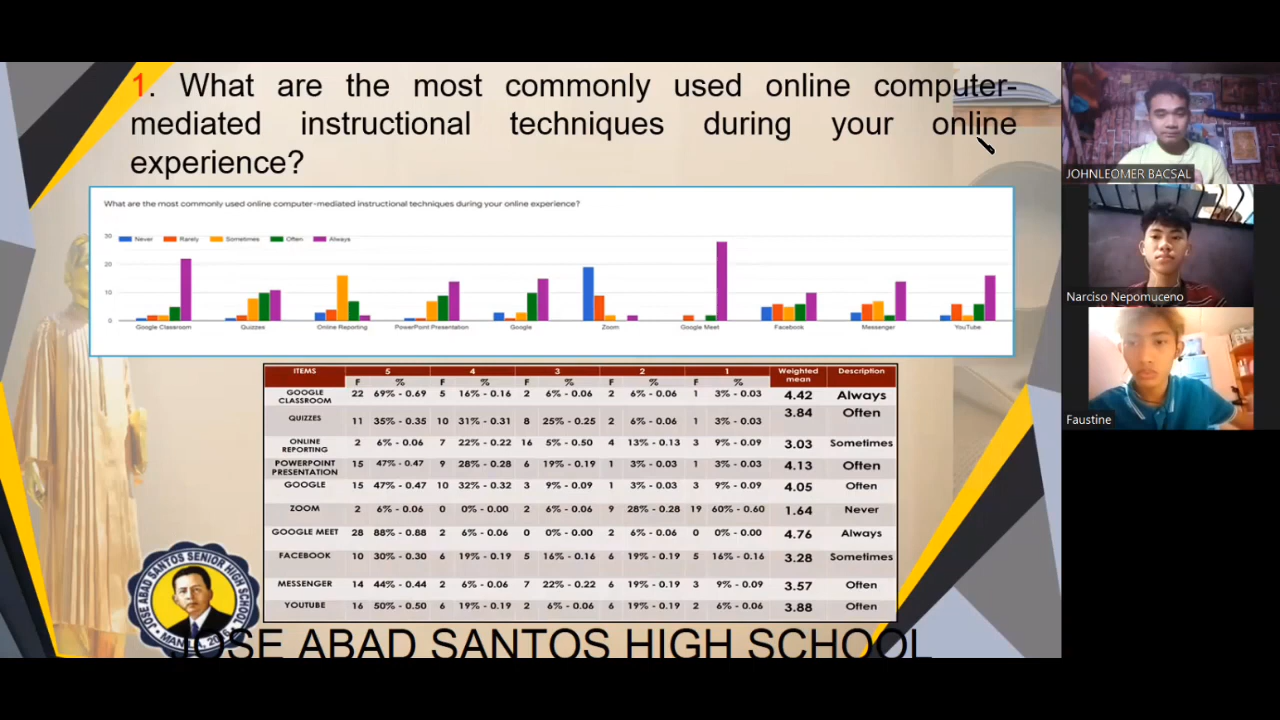 1. What are the most commonly used online computer-
mediated instructional techniques during your online
experience?
What are the most commonly used online computer-mediated instructional techniques during your online experience?
30
Never Rarely Sometimes Often Always
20
10
0
Google Classroom Quizzes Online Reporting PowerPoint Presentation Google Zoom Google Meet Facebook Messenger YouTube
ITEMS 5 4 3 2 1 Weighted mean Description
F % F % F % F % F %
GOOGLE CLASSROOM 22 69% - 0.69 5 16% - 0.16 2 6% - 0.06 2 6% - 0.06 1 3% - 0.03 4.42 Always
QUIZZES 11 35% - 0.35 10 31% - 0.31 8 25% - 0.25 2 6% - 0.06 1 3% - 0.03 3.84 Often
ONLINE REPORTING 2 6% - 0.06 7 22% - 0.22 16 5% - 0.50 4 13% - 0.13 3 9% - 0.09 3.03 Sometimes
POWERPOINT PRESENTATION 15 47% - 0.47 9 28% - 0.28 6 19% - 0.19 1 3% - 0.03 1 3% - 0.03 4.13 Often
GOOGLE 15 47% - 0.47 10 32% - 0.32 3 9% - 0.09 1 3% - 0.03 3 9% - 0.09 4.05 Often
ZOOM 2 6% - 0.06 0 0% - 0.00 2 6% - 0.06 9 28% - 0.28 19 60% - 0.60 1.64 Never
GOOGLE MEET 28 88% - 0.88 2 6% - 0.06 0 0% - 0.00 2 6% - 0.06 0 0% - 0.00 4.76 Always
FACEBOOK 10 30% - 0.30 6 19% - 0.19 5 16% - 0.16 6 19% - 0.19 5 16% - 0.16 3.28 Sometimes
MESSENGER 14 44% - 0.44 2 6% - 0.06 7 22% - 0.22 6 19% - 0.19 3 9% - 0.09 3.57 Often
YOUTUBE 16 50% - 0.50 6 19% - 0.19 2 6% - 0.06 6 19% - 0.19 2 6% - 0.06 3.88 Often
JOSE ABAD SANTOS SENIOR HIGH SCHOOL
MANILA
JOSE ABAD SANTOS HIGH SCHOOL
JOHNLEOMER BACSAL
Narciso Nepomuceno
Faustine